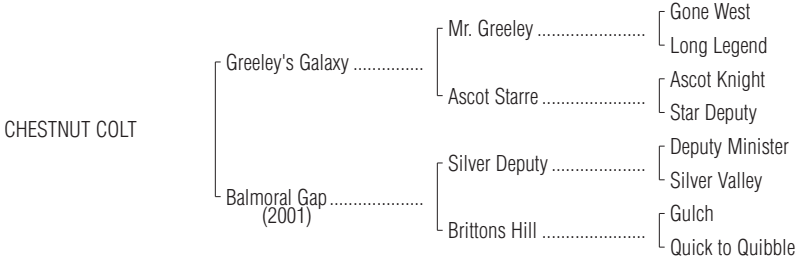 Gone West
Mr. Greeley ........................
Long Legend
Greeley's Galaxy ...............
Ascot Knight
Ascot Starre ......................
Star Deputy
CHESTNUT COLT
Deputy Minister
Silver Deputy ....................
Silver Valley
Balmoral Gap ....................
(2001)
Gulch
Brittons Hill ......................
Quick to Quibble